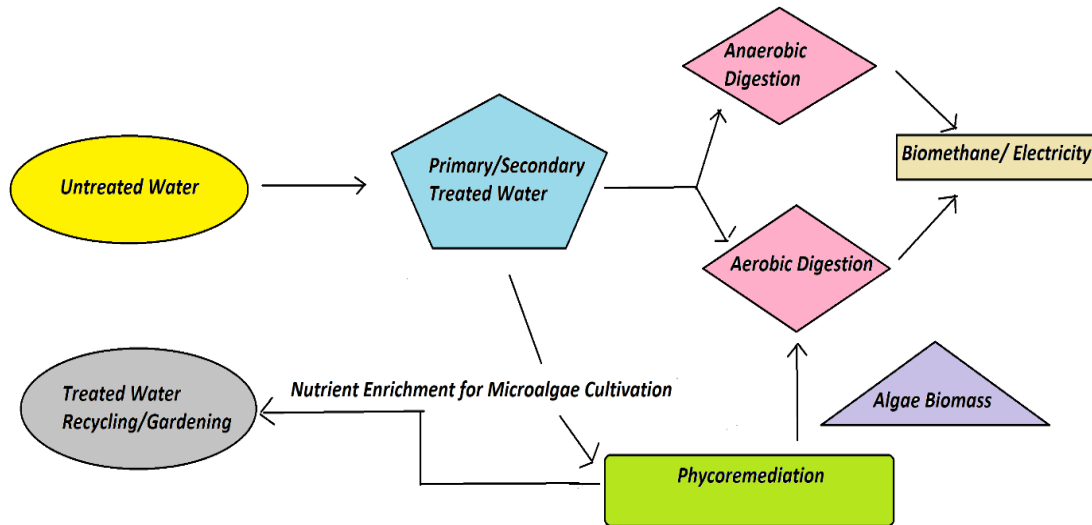 Anaerobic
Digestion
Biomethane/ Electricity
Primary/Secondary
Treated Water
Untreated Water
Aerobic Digestion
Nutrient Enrichment for Microalgae Cultivation
Treated Water
Recycling/Gardening
Algae Biomass
Phycoremediation